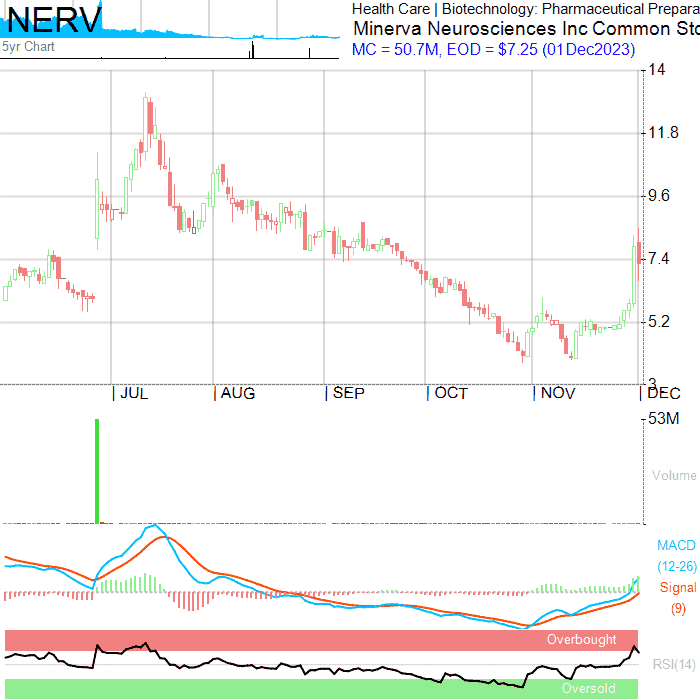 NERV
5yr Chart
Health Care | Biotechnology: Pharmaceutical Prepara
Minerva Neurosciences Inc Common Sto
MC = 50.7M, EOD = $7.25 (01Dec2023)
14
11.8
9.6
7.4
5.2
3
JUL AUG SEP OCT NOV DEC
53M
Volume
MACD
(12-26)
Signal
(9)
Overbought
RSI(14)
Oversold